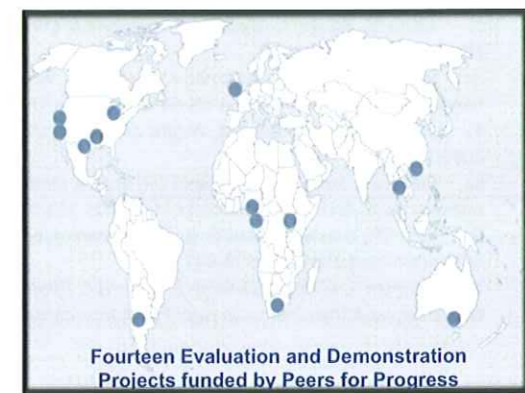 Fourteen Evaluation and Demonstration
Projects funded by Peers for Progress